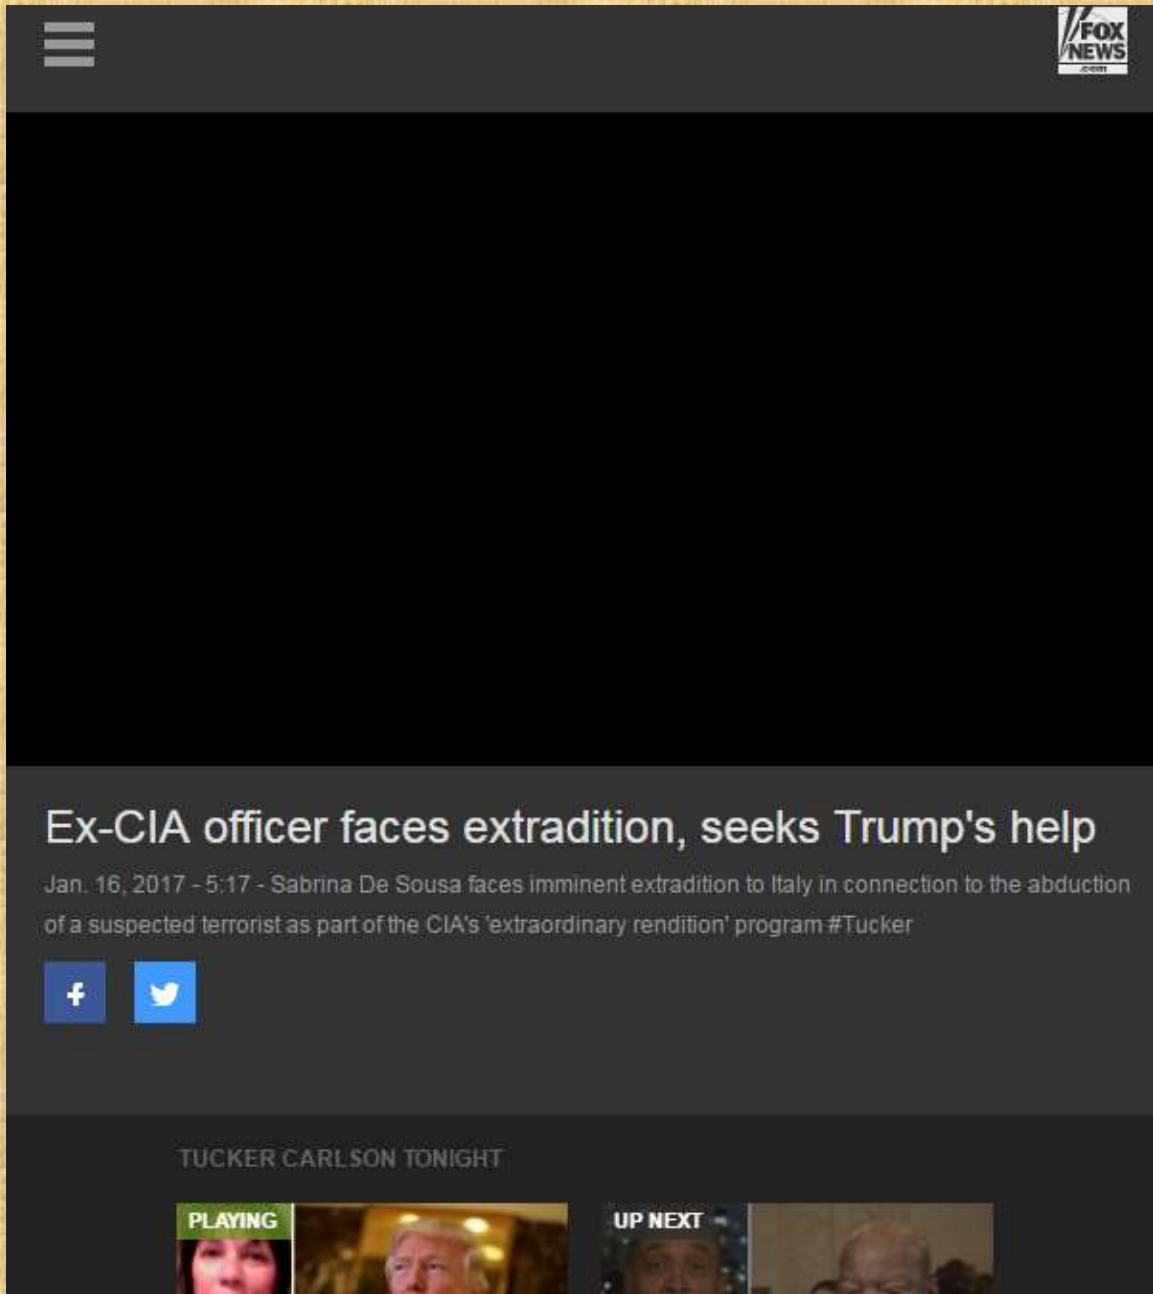 FOX
NEWS
.com
Ex-CIA officer faces extradition, seeks Trump's help
Jan. 16, 2017 - 5:17 - Sabrina De Sousa faces imminent extradition to Italy in connection to the abduction
of a suspected terrorist as part of the CIA's 'extraordinary rendition' program #Tucker
TUCKER CARLSON TONIGHT
PLAYING
UP NEXT